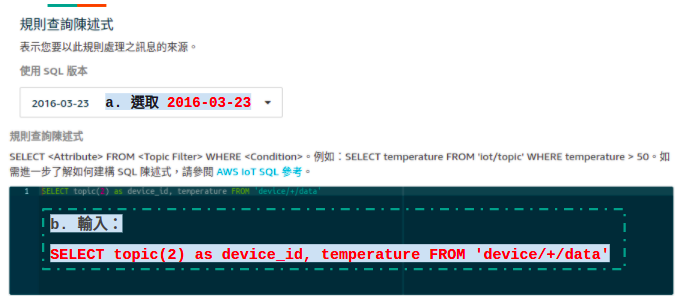 規則查詢陳述式
表示您要以此規則處理之訊息的來源。
使用 SQL 版本
2016-03-23 a. 選取 2016-03-23
規則查詢陳述式
SELECT <Attribute> FROM <Topic Filter> WHERE <Condition>。例如：SELECT temperature FROM 'iot/topic' WHERE temperature > 50。如
需進一步了解如何建構 SQL 陳述式，請參閱 AWS IoT SQL 參考。
1 SELECT topic(2) as device_id, temperature FROM 'device/+/data'
b. 輸入：
SELECT topic(2) as device_id, temperature FROM 'device/+/data'